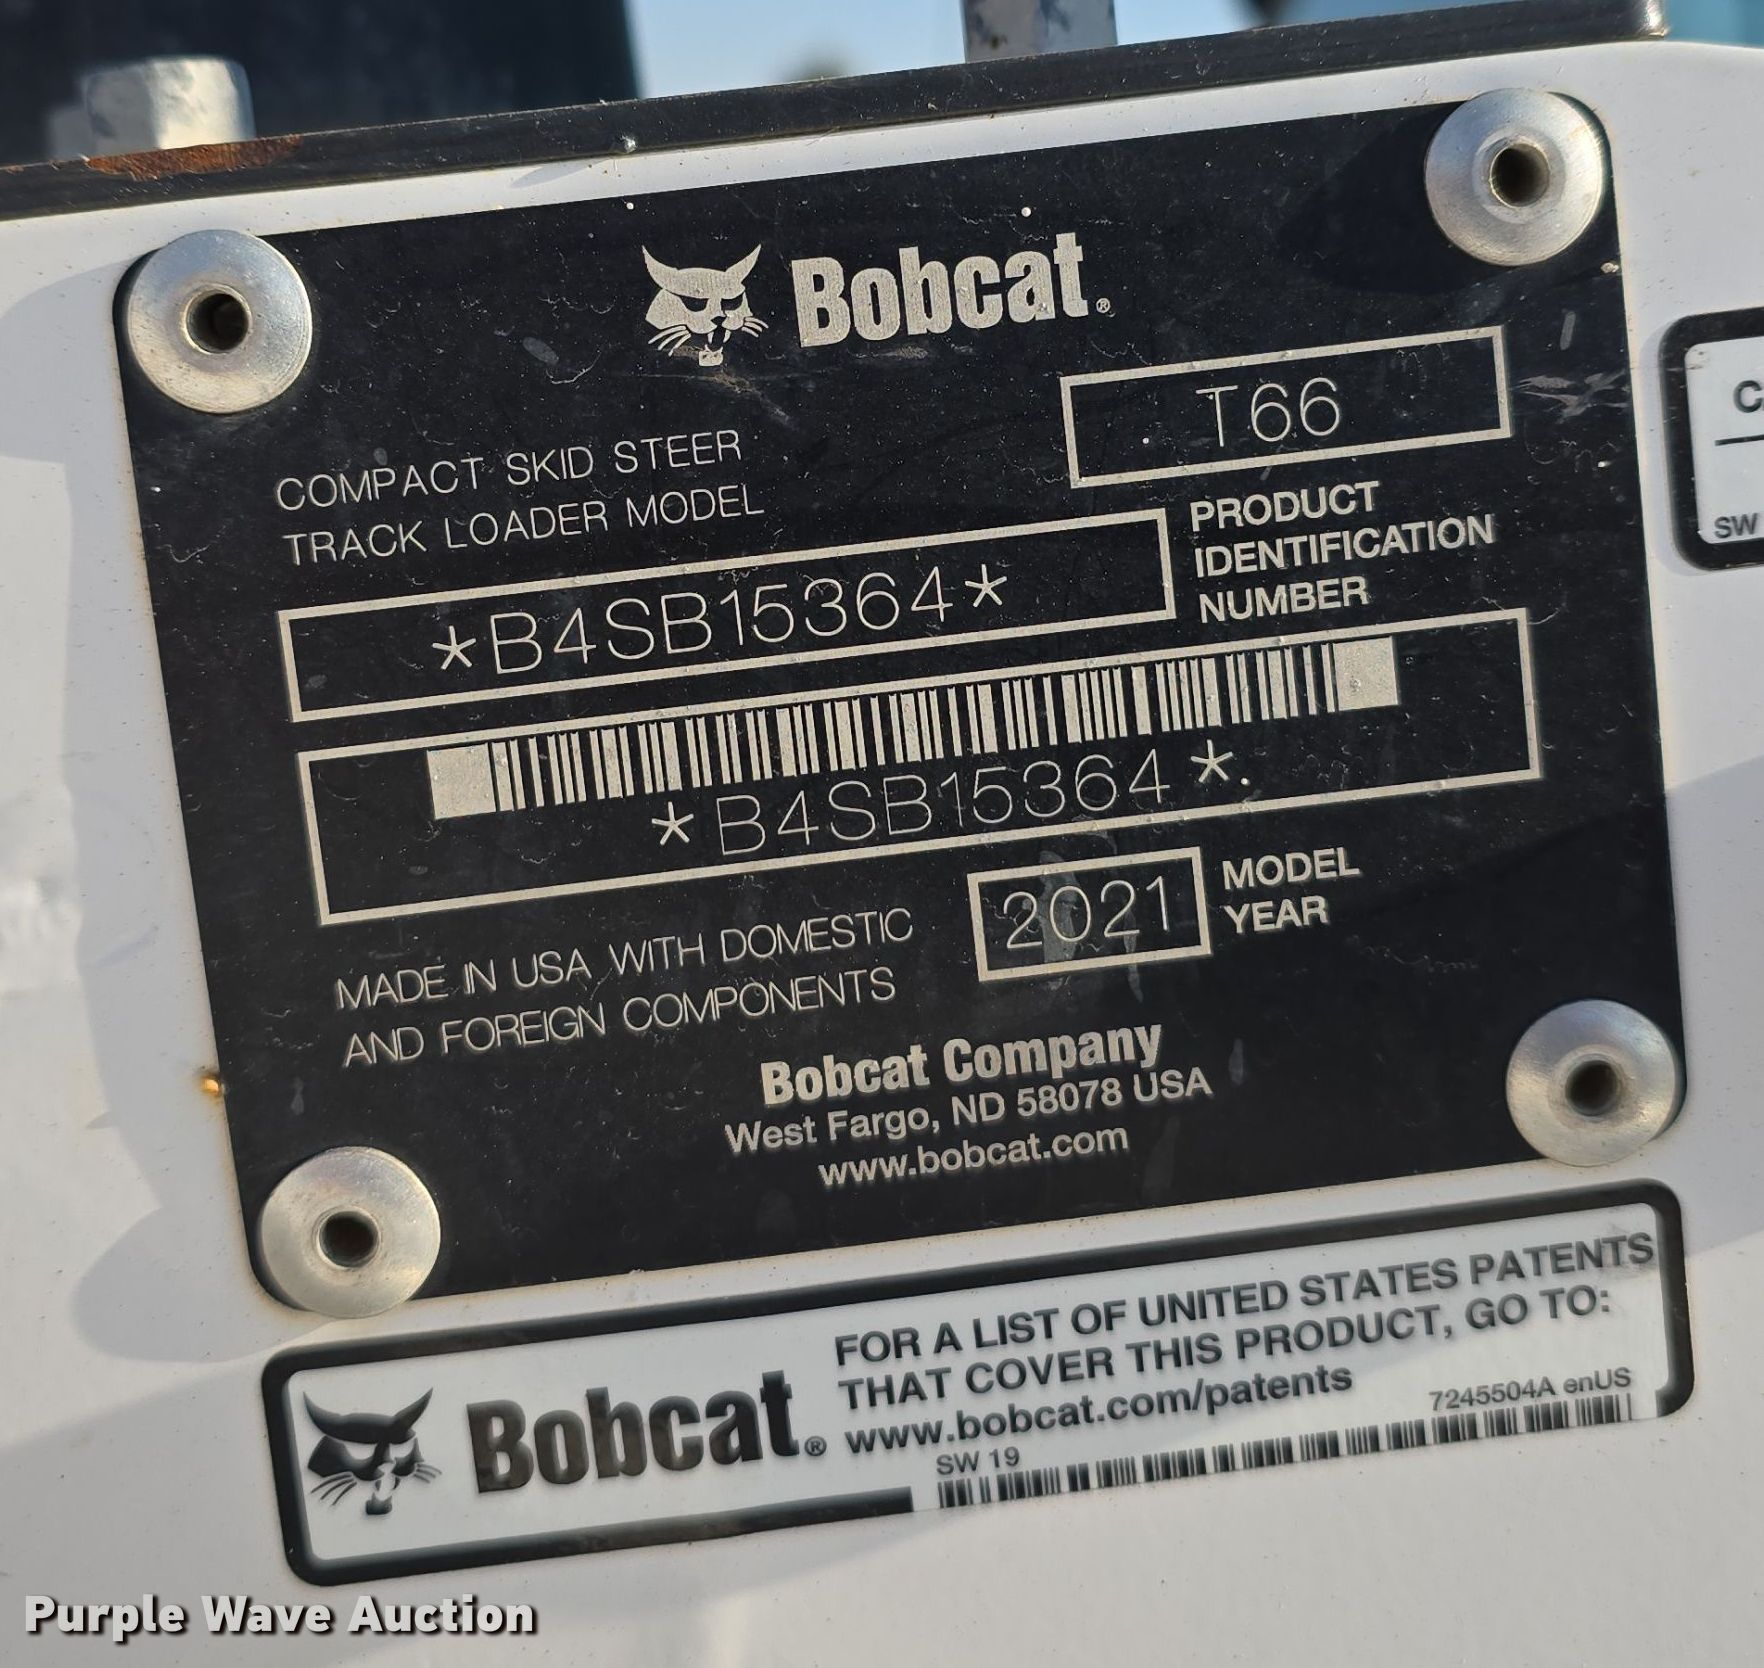 Bobcat®
T66
COMPACT SKID STEER
TRACK LOADER MODEL
PRODUCT
IDENTIFICATION
NUMBER
*B4SB15364*
*B4SB15364*
2021
MODEL
YEAR
MADE IN USA WITH DOMESTIC
AND FOREIGN COMPONENTS
Bobcat Company
West Fargo, ND 58078 USA
www.bobcat.com
C
SW
Bobcat®
FOR A LIST OF UNITED STATES PATENTS
THAT COVER THIS PRODUCT, GO TO:
www.bobcat.com/patents
7245504A enUS
SW 19
Purple Wave Auction